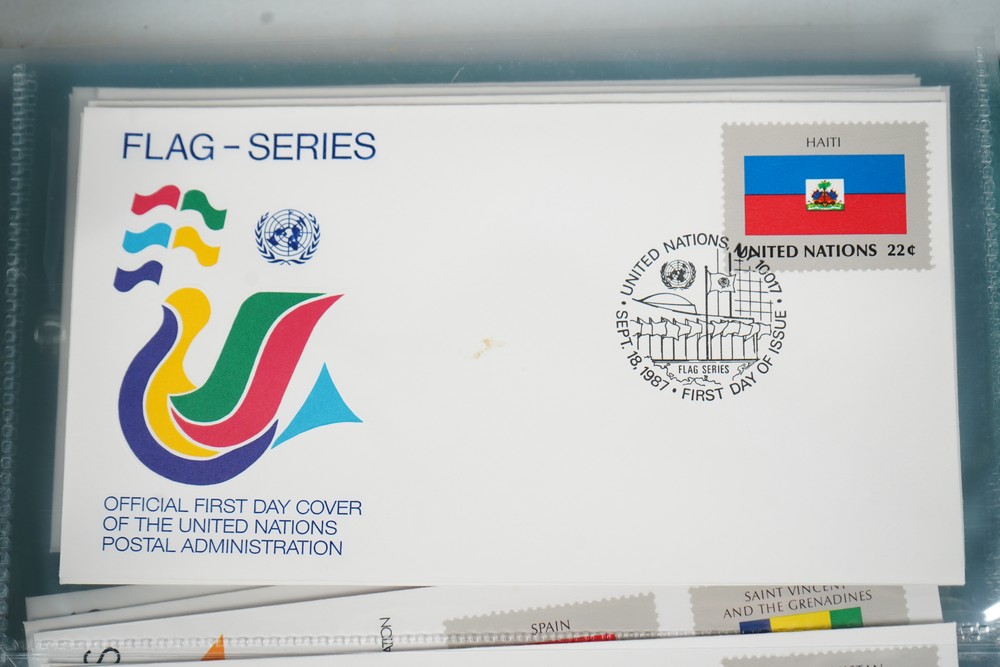 FLAG – SERIES
HAITI
UNITED NATIONS 22¢
UNITED NATIONS, NY 10017 •
SEPT. 18, 1987 • FIRST DAY OF ISSUE •
FLAG SERIES
OFFICIAL FIRST DAY COVER
OF THE UNITED NATIONS
POSTAL ADMINISTRATION
SAINT VINCENT
AND THE GRENADINES
SPAIN